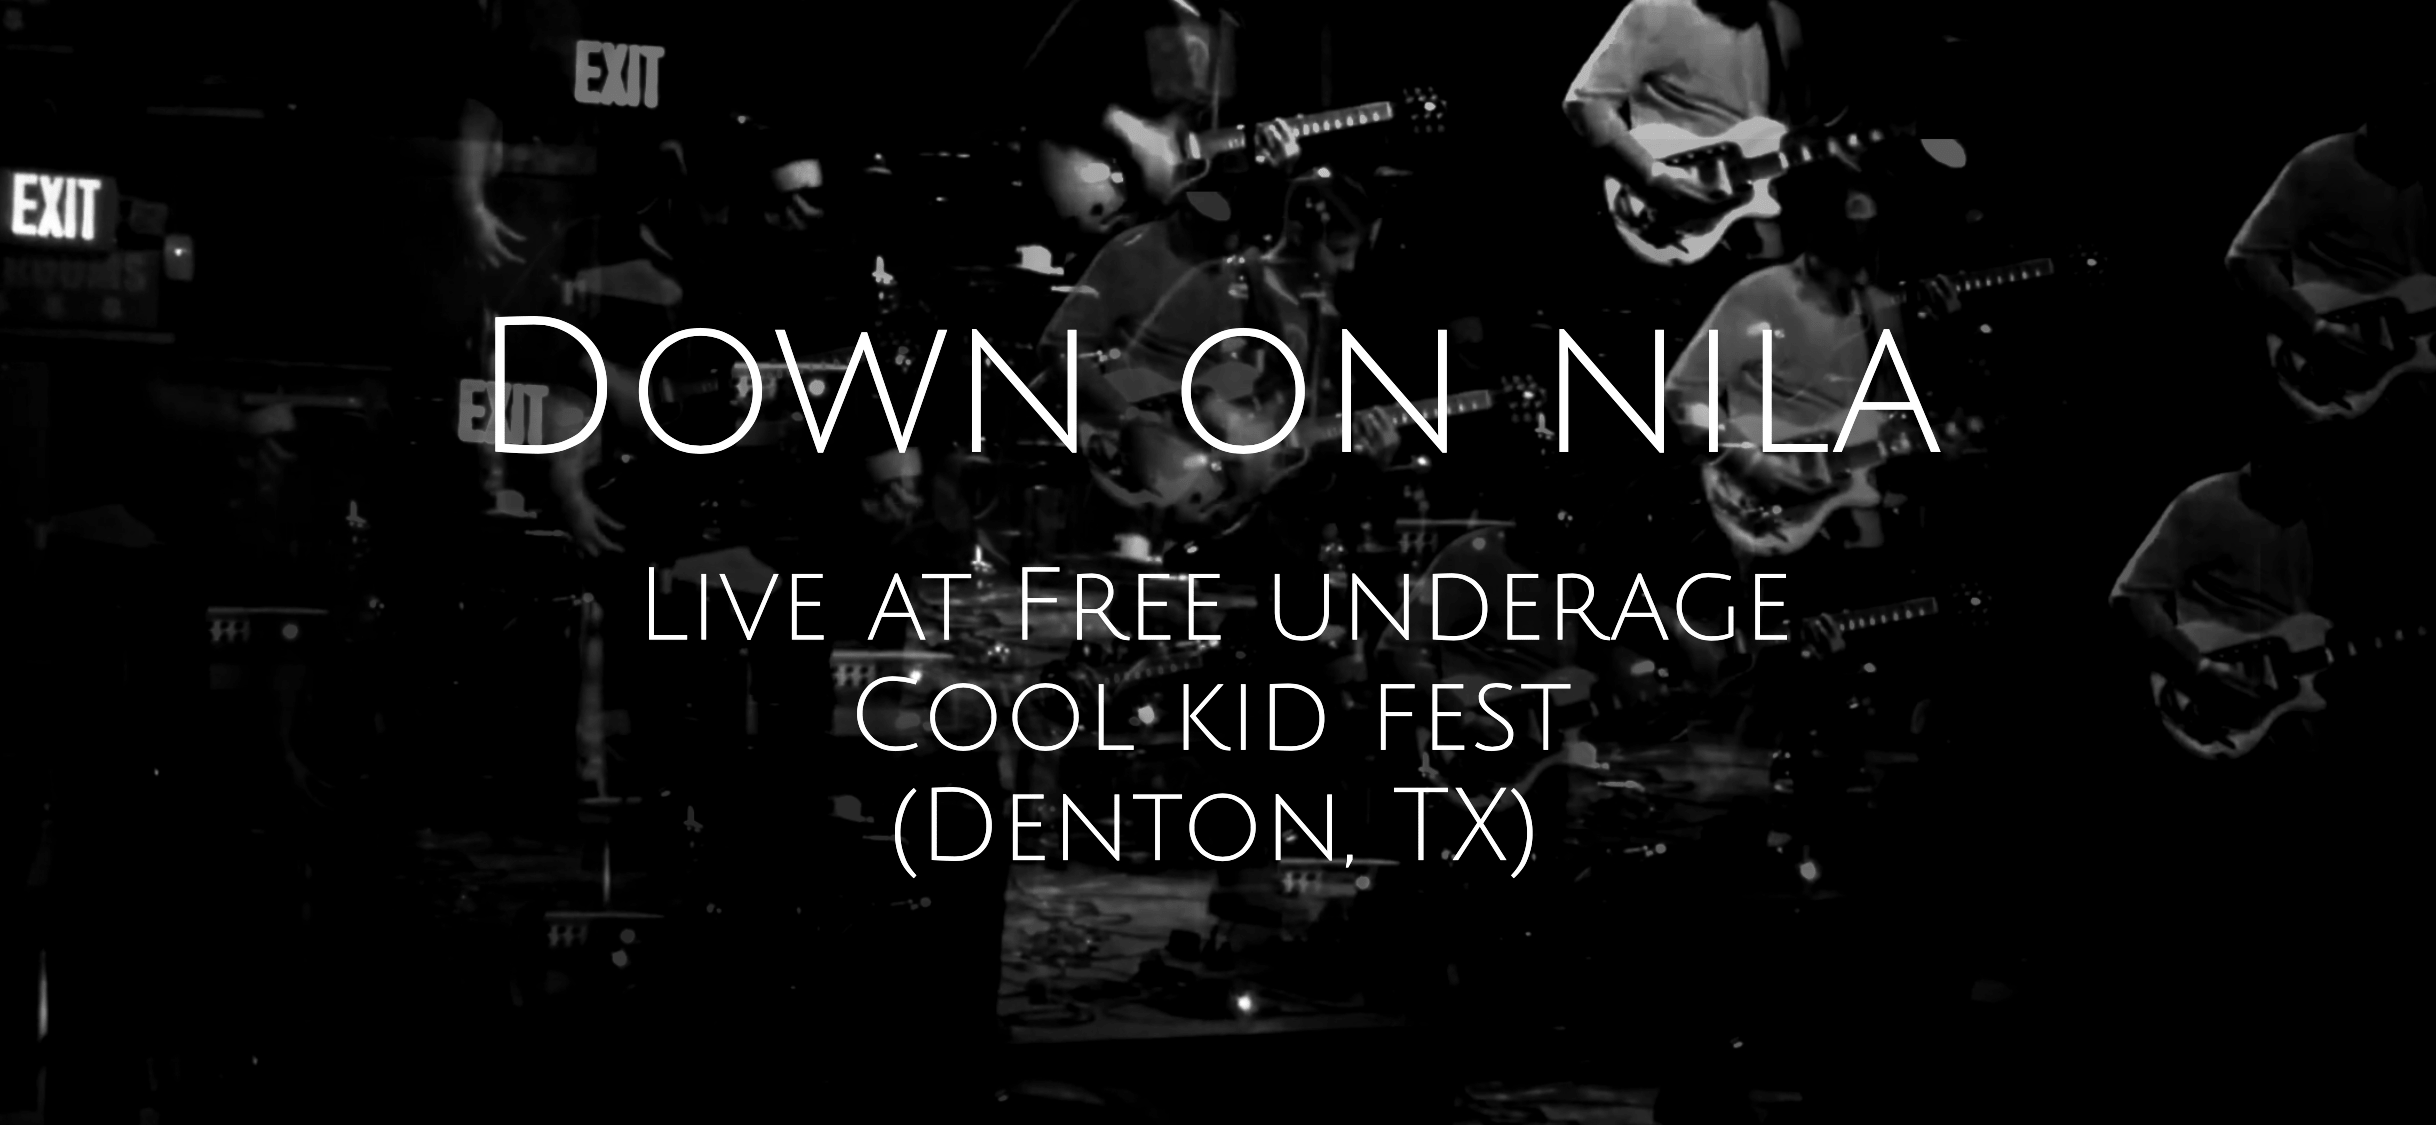 EXIT
EXIT
EXIT
DOWN ON NILA
LIVE AT FREE UNDERAGE
COOL KID FEST
(DENTON, TX)